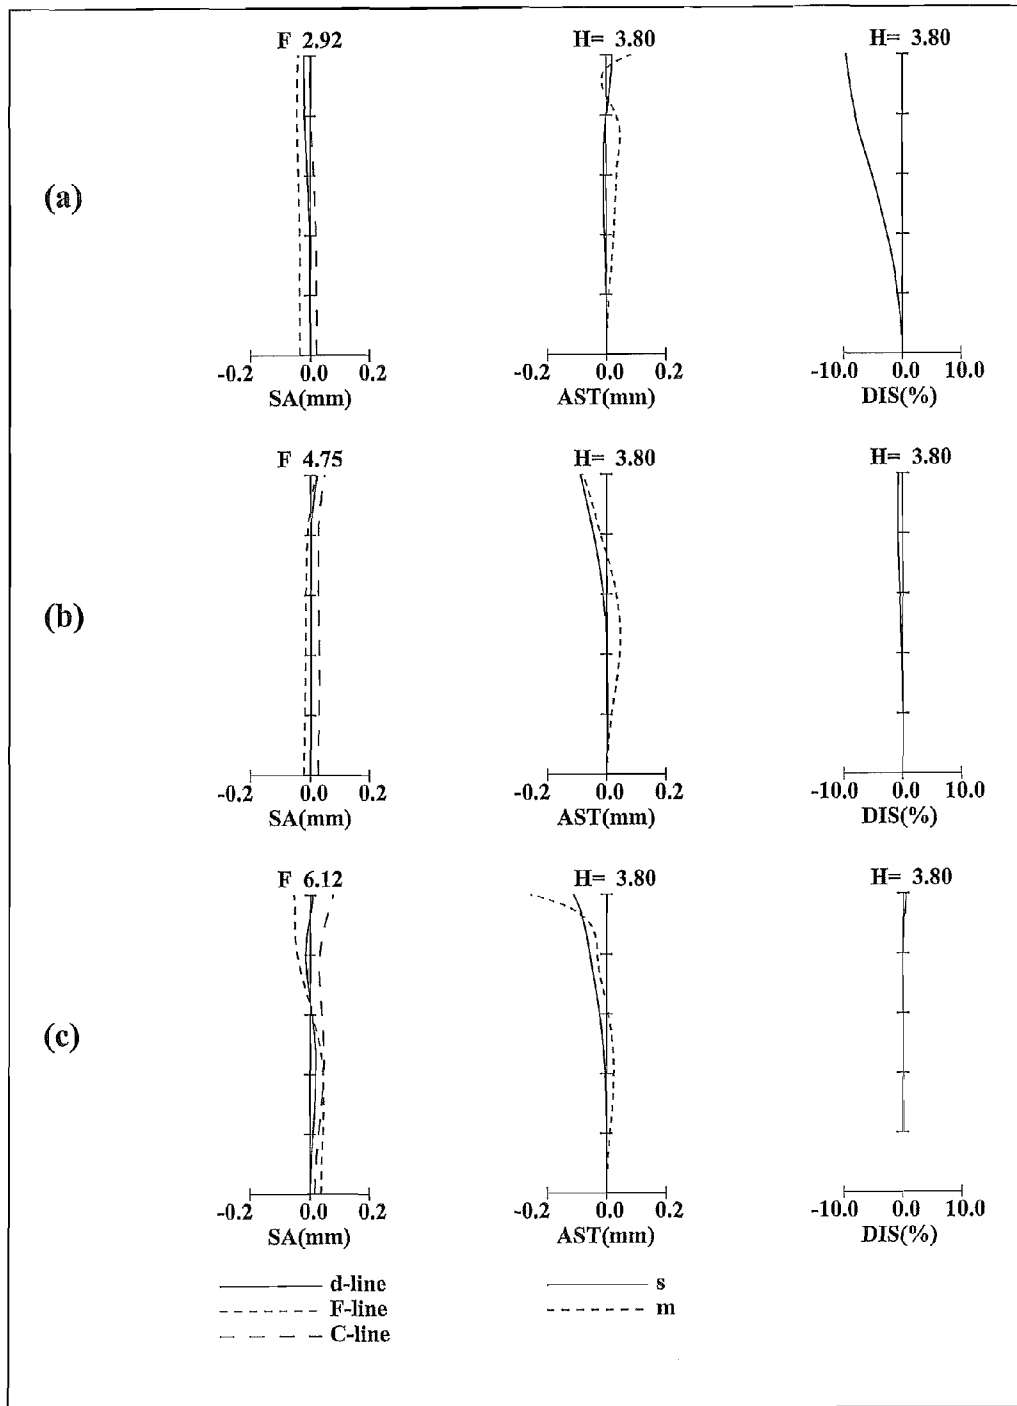 F 2.92 H= 3.80 H= 3.80
(a)
-0.2 0.0 0.2 -0.2 0.0 0.2 -10.0 0.0 10.0
SA(mm) AST(mm) DIS(%)
F 4.75 H= 3.80 H= 3.80
(b)
-0.2 0.0 0.2 -0.2 0.0 0.2 -10.0 0.0 10.0
SA(mm) AST(mm) DIS(%)
F 6.12 H= 3.80 H= 3.80
(c)
-0.2 0.0 0.2 -0.2 0.0 0.2 -10.0 0.0 10.0
SA(mm) AST(mm) DIS(%)
d-line s
F-line m
C-line